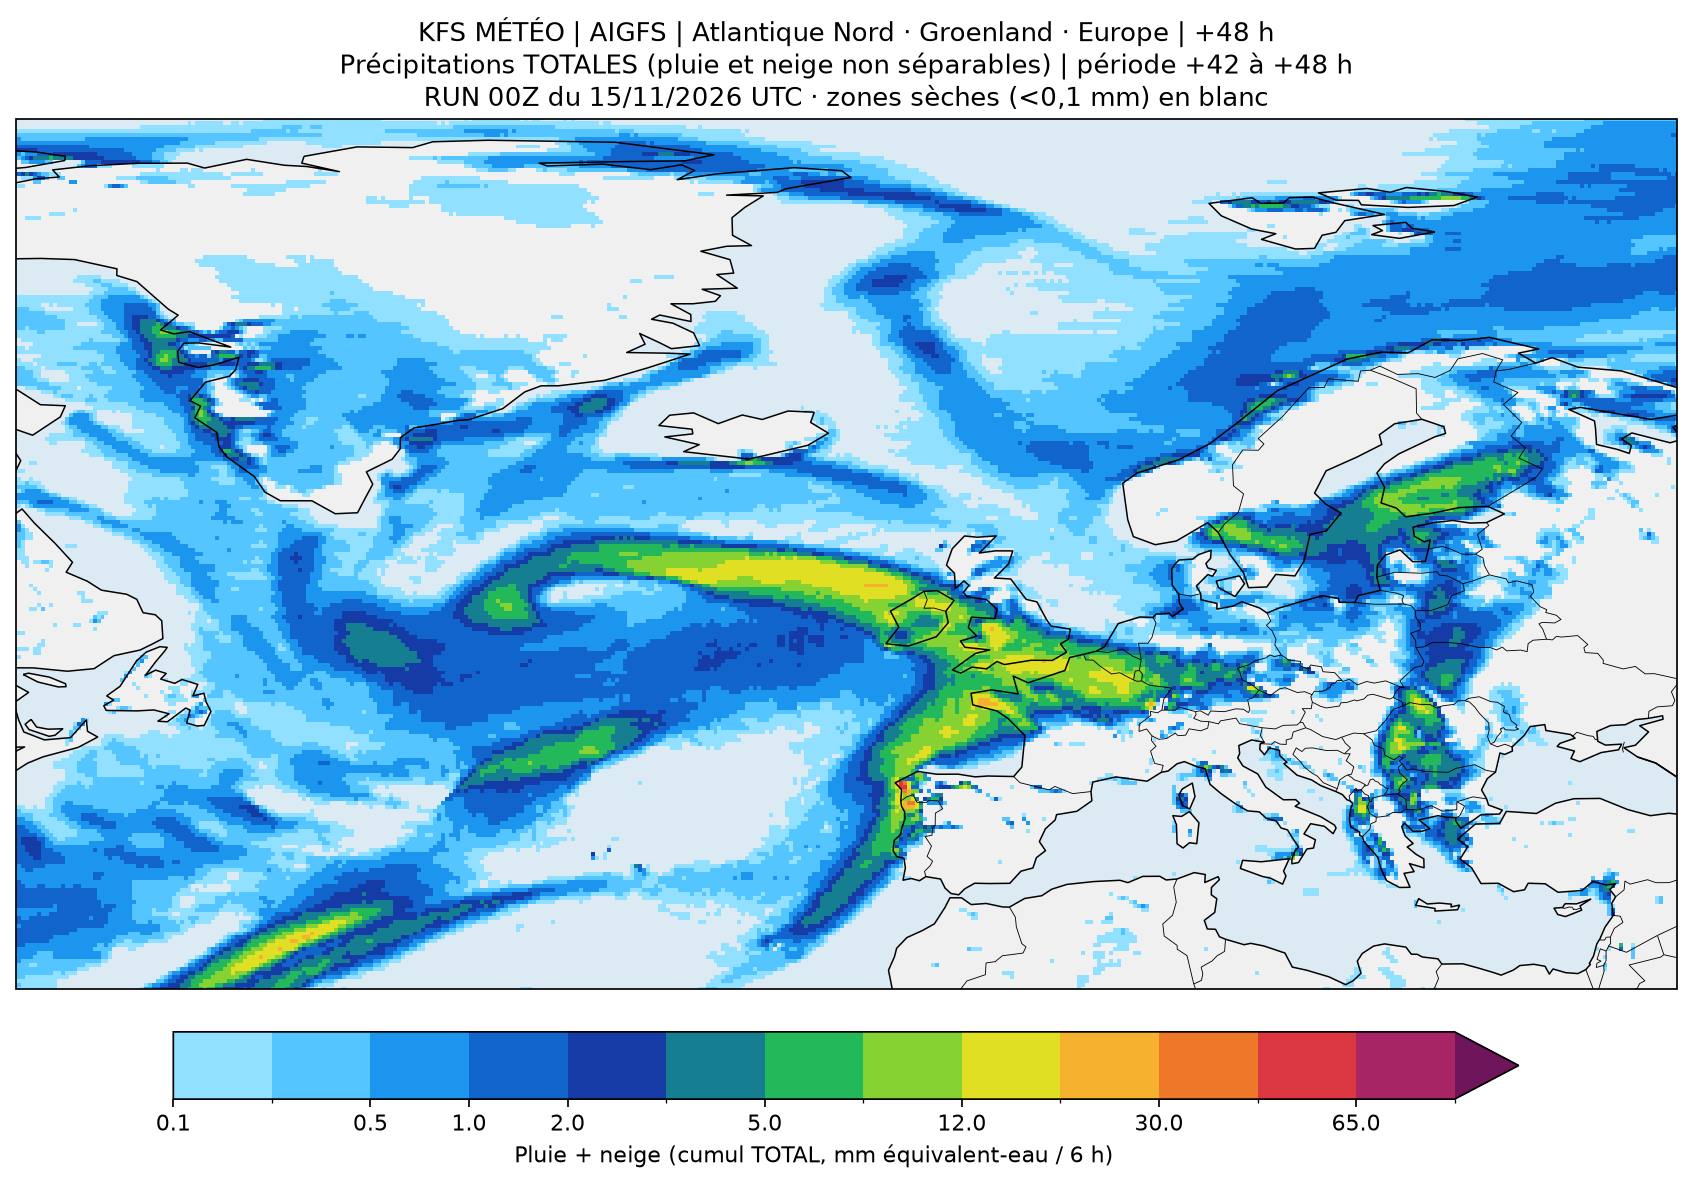 KFS MÉTÉO | AIGFS | Atlantique Nord · Groenland · Europe | +48 h
Précipitations TOTALES (pluie et neige non séparables) | période +42 à +48 h
RUN 00Z du 15/11/2026 UTC · zones sèches (<0,1 mm) en blanc
0.1 0.5 1.0 2.0 5.0 12.0 30.0 65.0
Pluie + neige (cumul TOTAL, mm équivalent-eau / 6 h)